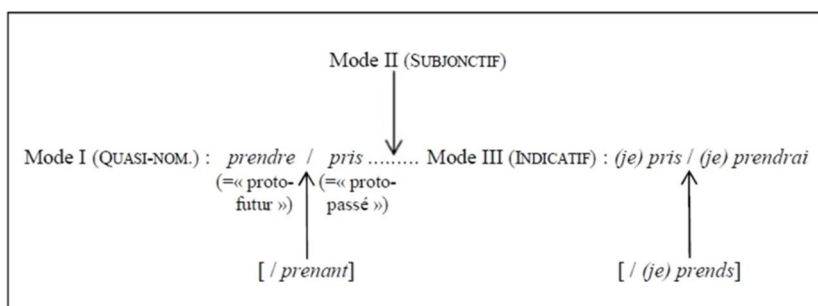 Mode II (SUBJONCTIF)
Mode I (QUASI-NOM.) : prendre / pris ......... Mode III (INDICATIF) : (je) pris / (je) prendrai
(=« proto- (=« proto-
futur ») passé »)
[ / prenant] [ / (je) prends]